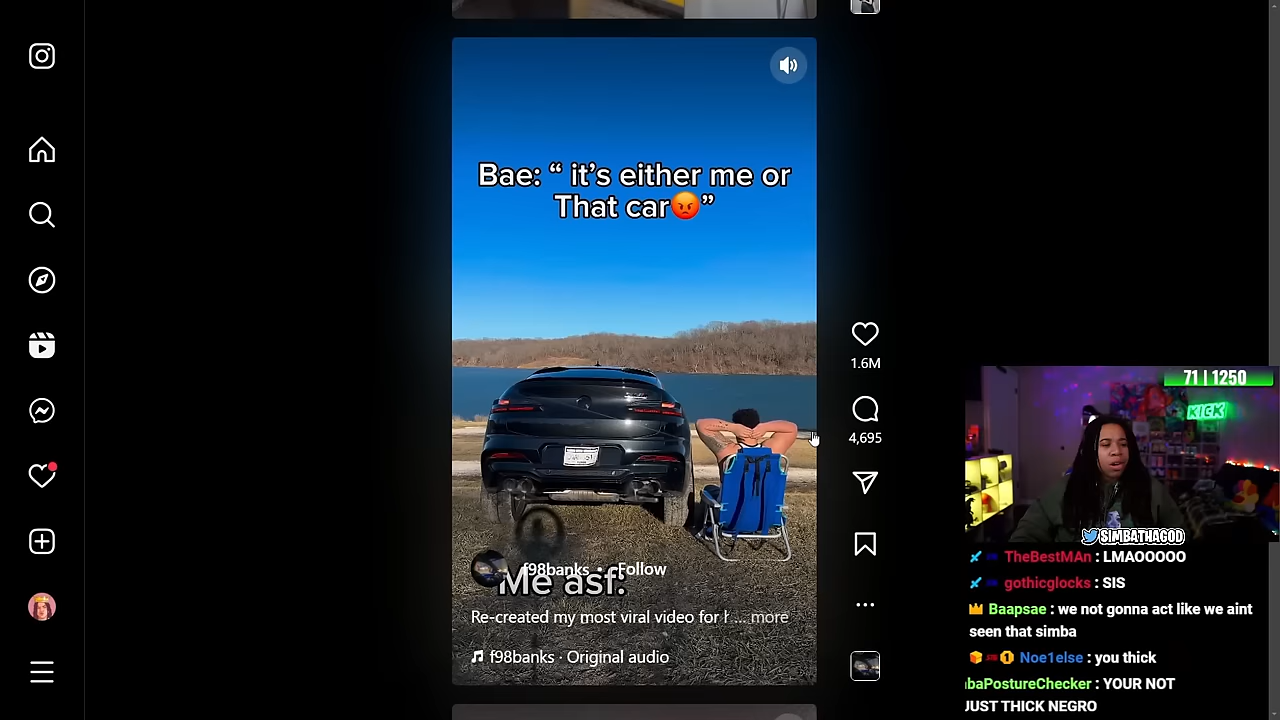 Bae: “ it’s either me or
That car😡”
1.6M
4,695
f98banks • Follow
Me asf:
Re-created my most viral video for r ... more
f98banks · Original audio
71 | 1250
KICK
SIMBATHAGOD
TheBestMAn : LMAOOOOO
gothicglocks : SIS
Baapsae : we not gonna act like we aint
seen that simba
1 Noe1else : you thick
baPostureChecker : YOUR NOT
JUST THICK NEGRO